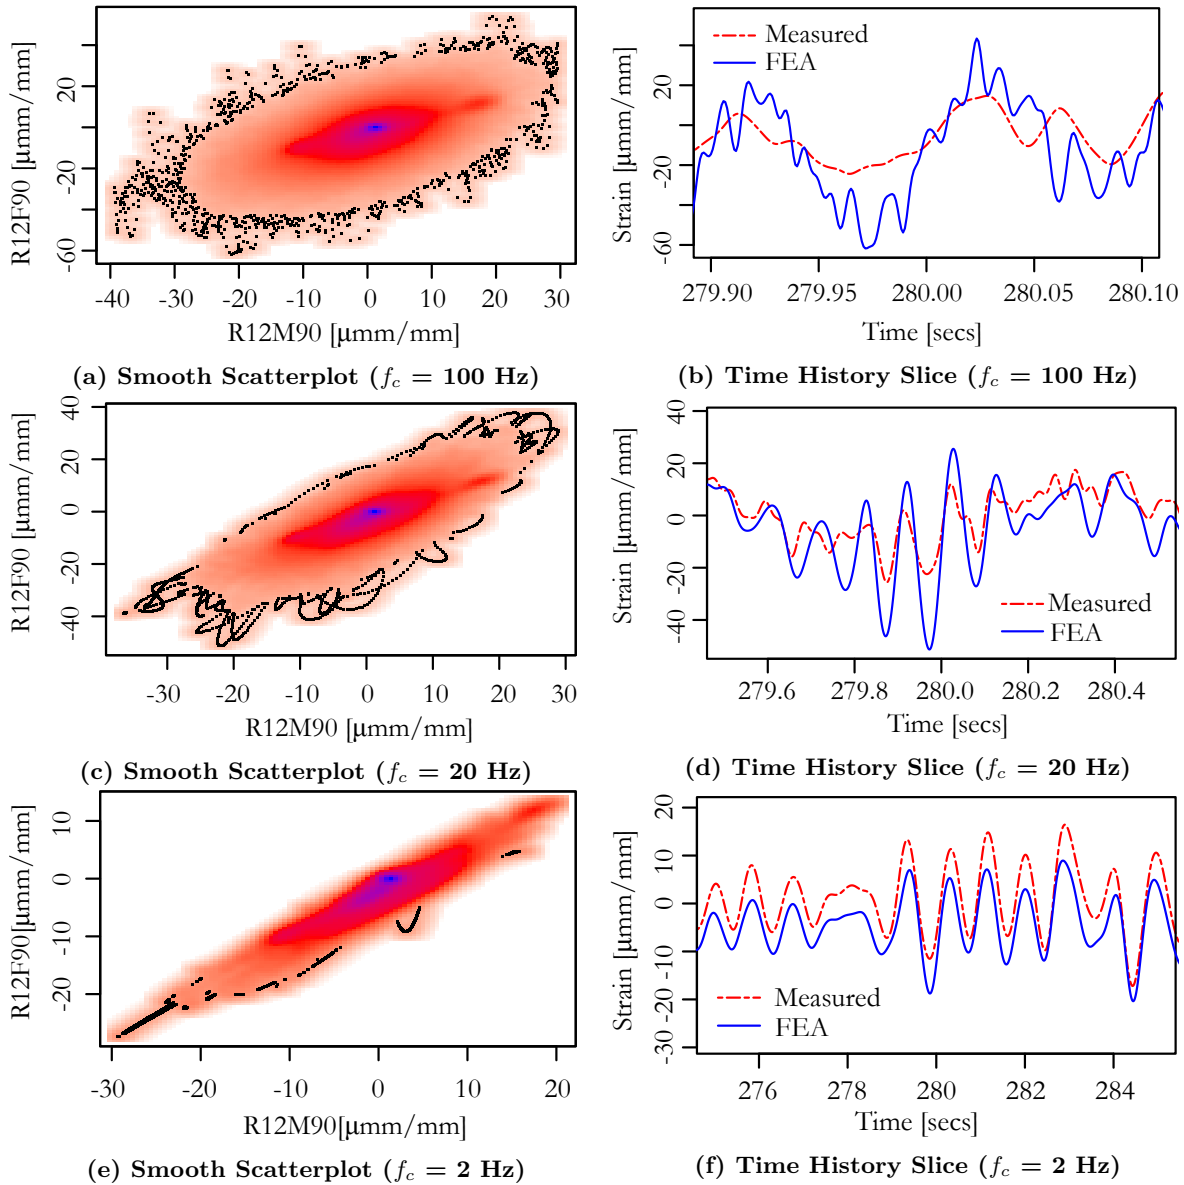 R12F90 [µmm/mm]
20
-20
-60
-40 -30 -10 0 10 20 30
R12M90 [µmm/mm]
(a) Smooth Scatterplot (fc = 100 Hz)
Strain [µmm/mm]
20
-20
-60
Measured
FEA
279.90 279.95 280.00 280.05 280.10
Time [secs]
(b) Time History Slice (fc = 100 Hz)
R12F90 [µmm/mm]
40
20
0
-20
-40
-30 -20 -10 0 10 20 30
R12M90 [µmm/mm]
(c) Smooth Scatterplot (fc = 20 Hz)
Strain [µmm/mm]
40
20
0
-20
-40
Measured
FEA
279.6 279.8 280.0 280.2 280.4
Time [secs]
(d) Time History Slice (fc = 20 Hz)
R12F90[µmm/mm]
10
0
-10
-20
-30 -20 -10 0 10 20
R12M90[µmm/mm]
(e) Smooth Scatterplot (fc = 2 Hz)
Strain [µmm/mm]
20
10
0
-10
-20
-30
Measured
FEA
276 278 280 282 284
Time [secs]
(f) Time History Slice (fc = 2 Hz)